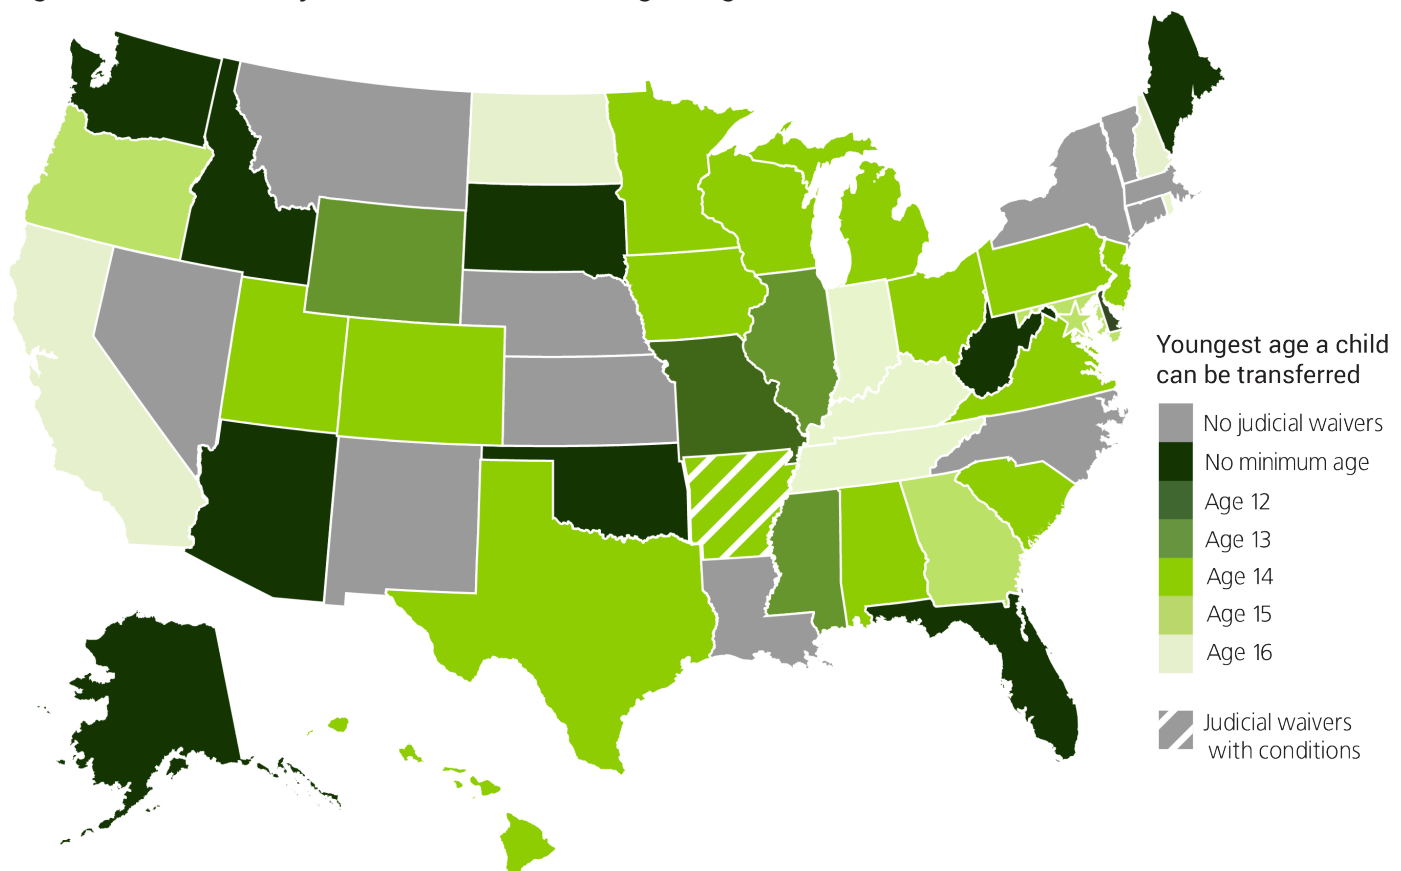 Youngest age a child
can be transferred
No judicial waivers
No minimum age
Age 12
Age 13
Age 14
Age 15
Age 16
Judicial waivers
with conditions